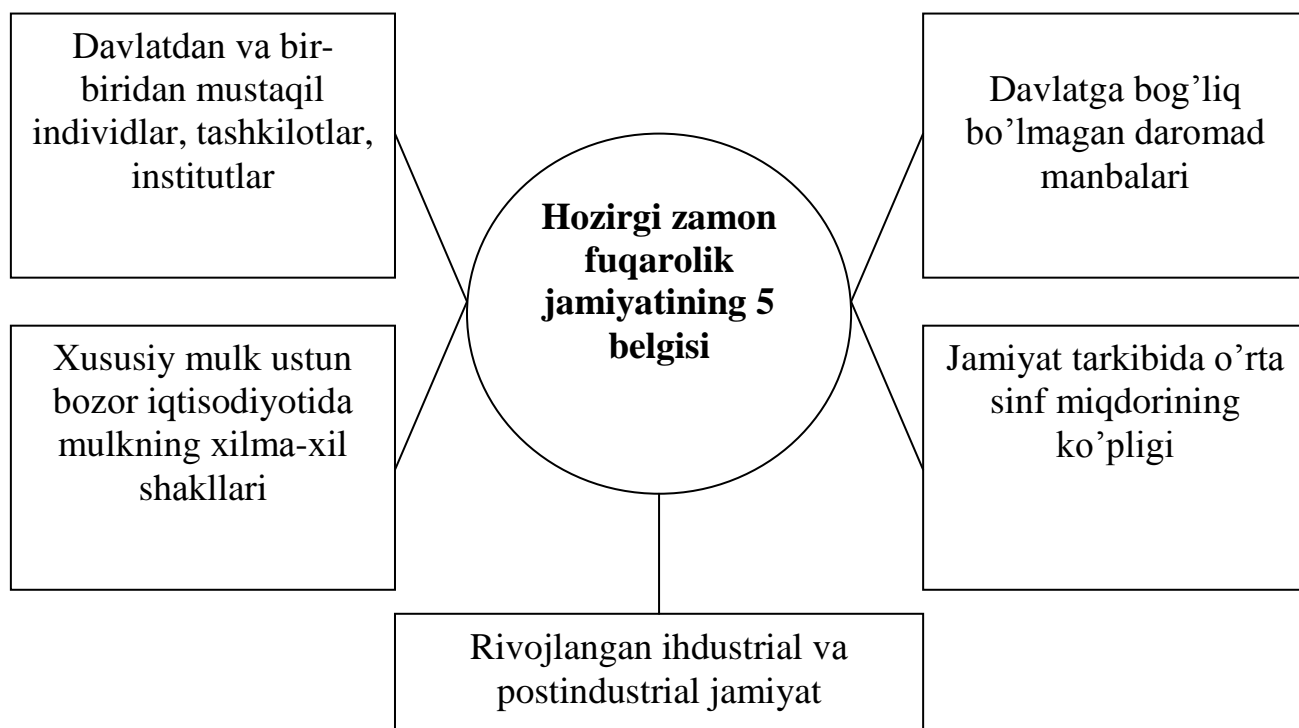 Davlatdan va bir-
biridan mustaqil
individlar, tashkilotlar,
institutlar
Davlatga bog’liq
bo’lmagan daromad
manbalari
Hozirgi zamon
fuqarolik
jamiyatining 5
belgisi
Xususiy mulk ustun
bozor iqtisodiyotida
mulkning xilma-xil
shakllari
Jamiyat tarkibida o’rta
sinf miqdorining
ko’pligi
Rivojlangan ihdustrial va
postindustrial jamiyat